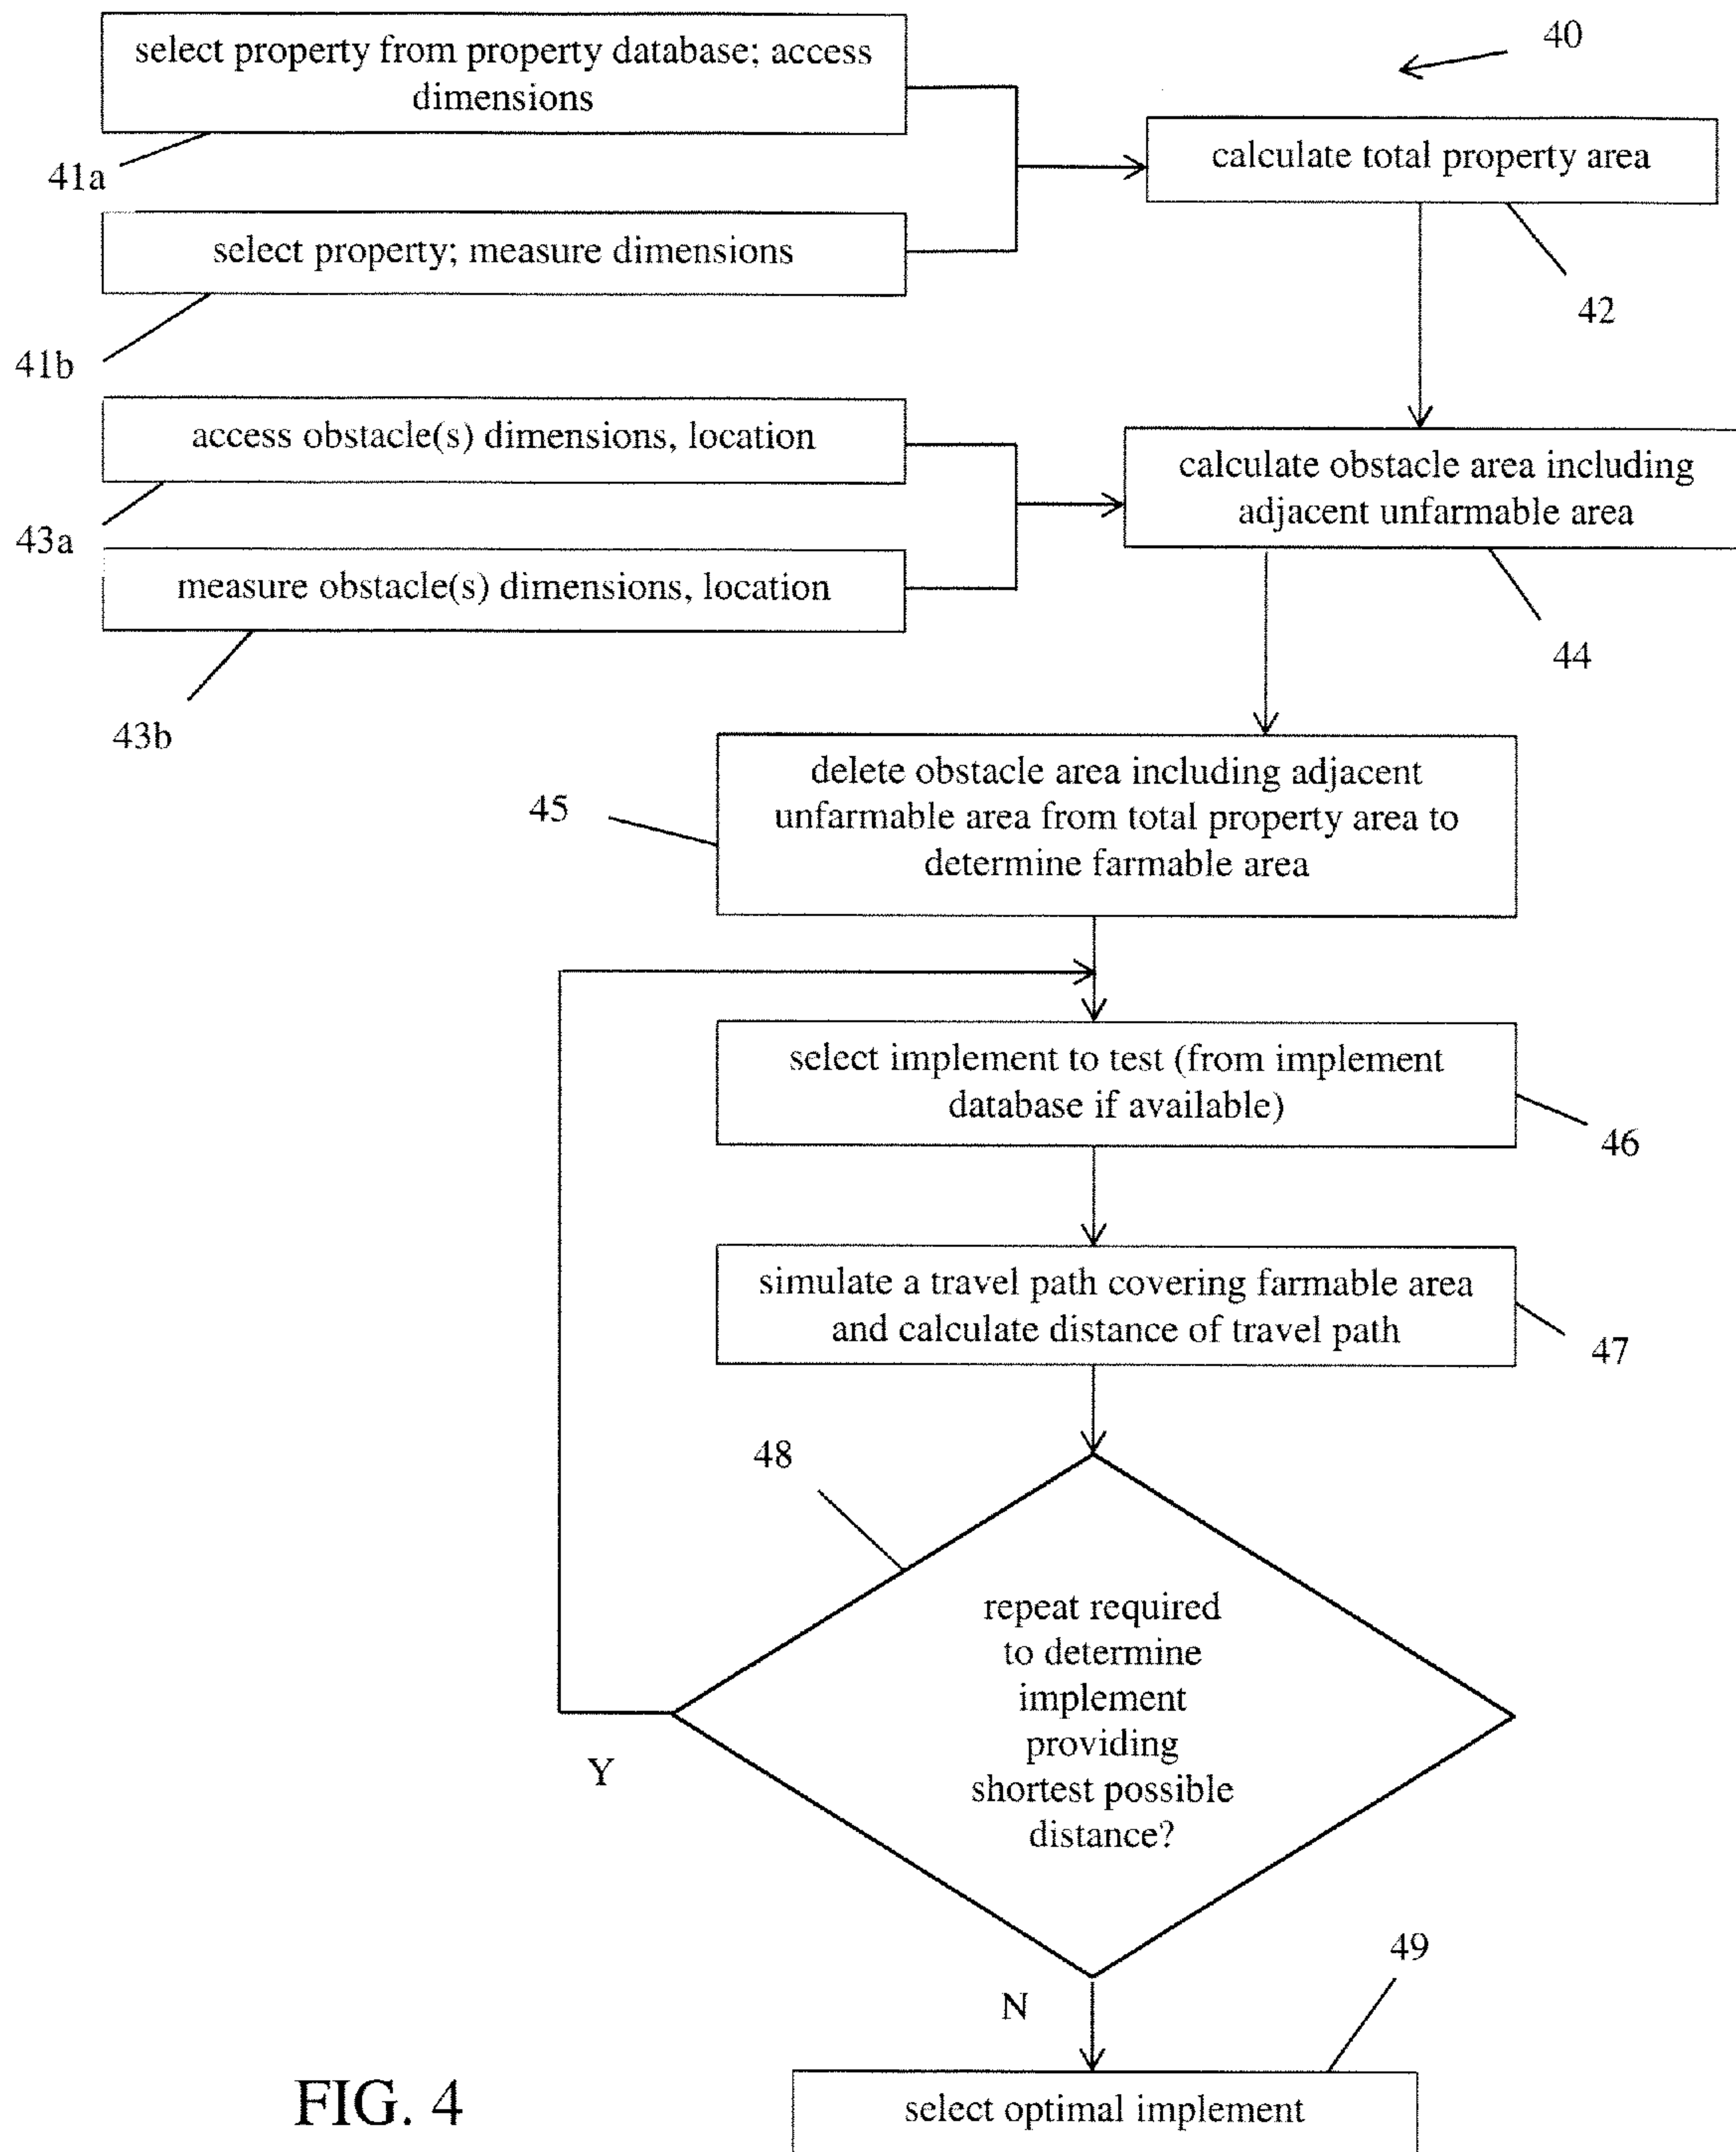 select property from property database; access
dimensions
40
calculate total property area
41a
select property; measure dimensions
42
41b
access obstacle(s) dimensions, location
calculate obstacle area including
adjacent unfarmable area
43a
measure obstacle(s) dimensions, location
44
43b
delete obstacle area including adjacent
unfarmable area from total property area to
determine farmable area
45
select implement to test (from implement
database if available)
46
simulate a travel path covering farmable area
and calculate distance of travel path
47
48
repeat required
to determine
implement
providing
shortest possible
distance?
Y
49
N
select optimal implement
FIG. 4